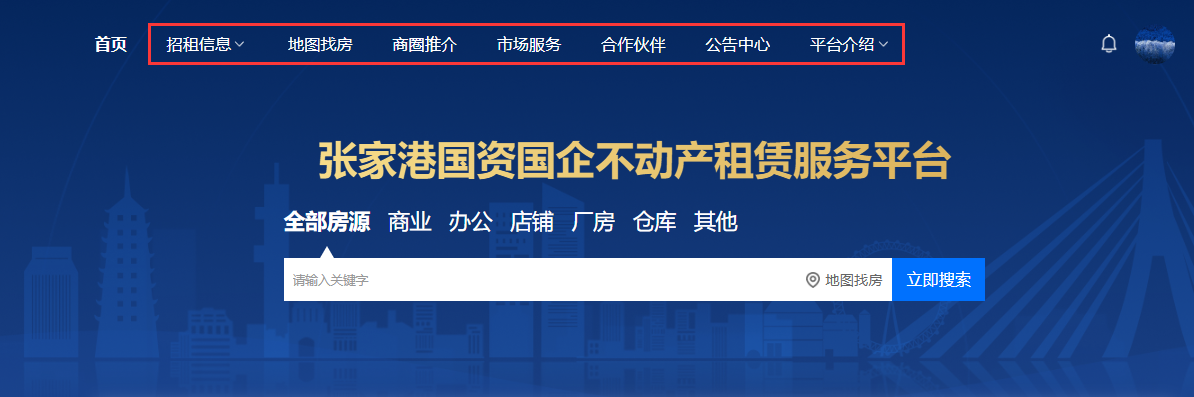 首页 招租信息 地图找房 商圈推介 市场服务 合作伙伴 公告中心 平台介绍
张家港国资国企不动产租赁服务平台
全部房源 商业 办公 店铺 厂房 仓库 其他
请输入关键字 地图找房 立即搜索